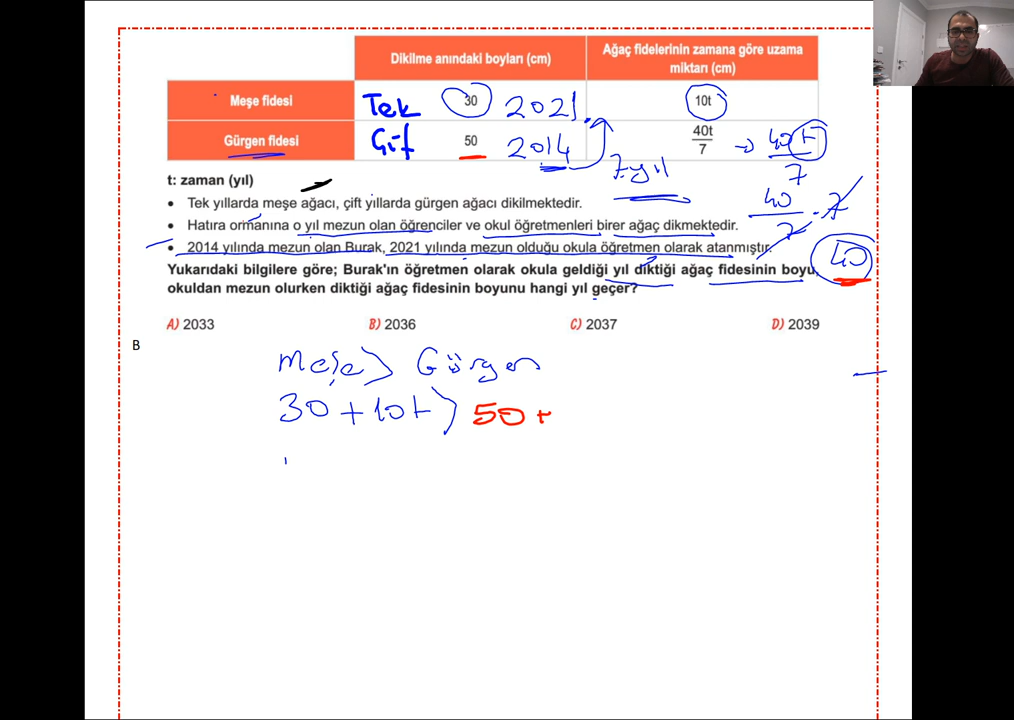 Dikilme anındaki boyları (cm)
Ağaç fidelerinin zamana göre uzama miktarı (cm)
Meşe fidesi Tek 30 2021 10t
Gürgen fidesi Çift 50 2014 40t/7 → 40t/7
7 yıl
40/7 · 7
40
t: zaman (yıl)
• Tek yıllarda meşe ağacı, çift yıllarda gürgen ağacı dikilmektedir.
• Hatıra ormanına o yıl mezun olan öğrenciler ve okul öğretmenleri birer ağaç dikmektedir.
• 2014 yılında mezun olan Burak, 2021 yılında mezun olduğu okula öğretmen olarak atanmıştır.
Yukarıdaki bilgilere göre; Burak'ın öğretmen olarak okula geldiği yıl diktiği ağaç fidesinin boyu,
okuldan mezun olurken diktiği ağaç fidesinin boyunu hangi yıl geçer?
A) 2033 B) 2036 C) 2037 D) 2039
B
Meşe > Gürgen
30 + 10t > 50 +